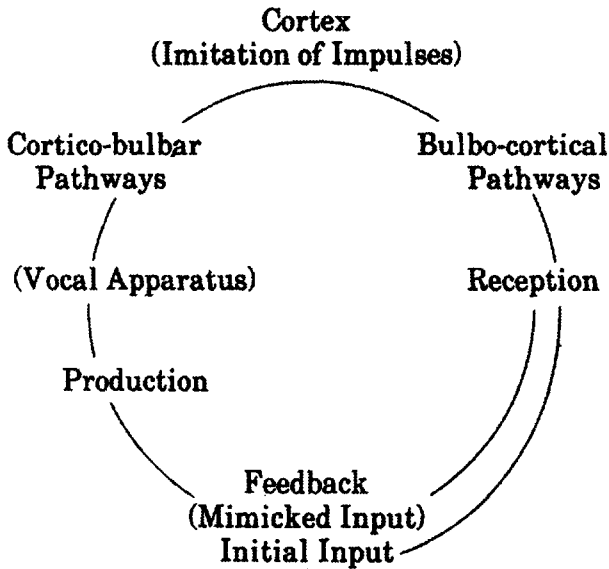 Cortex
(Imitation of Impulses)
Cortico-bulbar
Pathways
Bulbo-cortical
Pathways
(Vocal Apparatus)
Reception
Production
Feedback
(Mimicked Input)
Initial Input